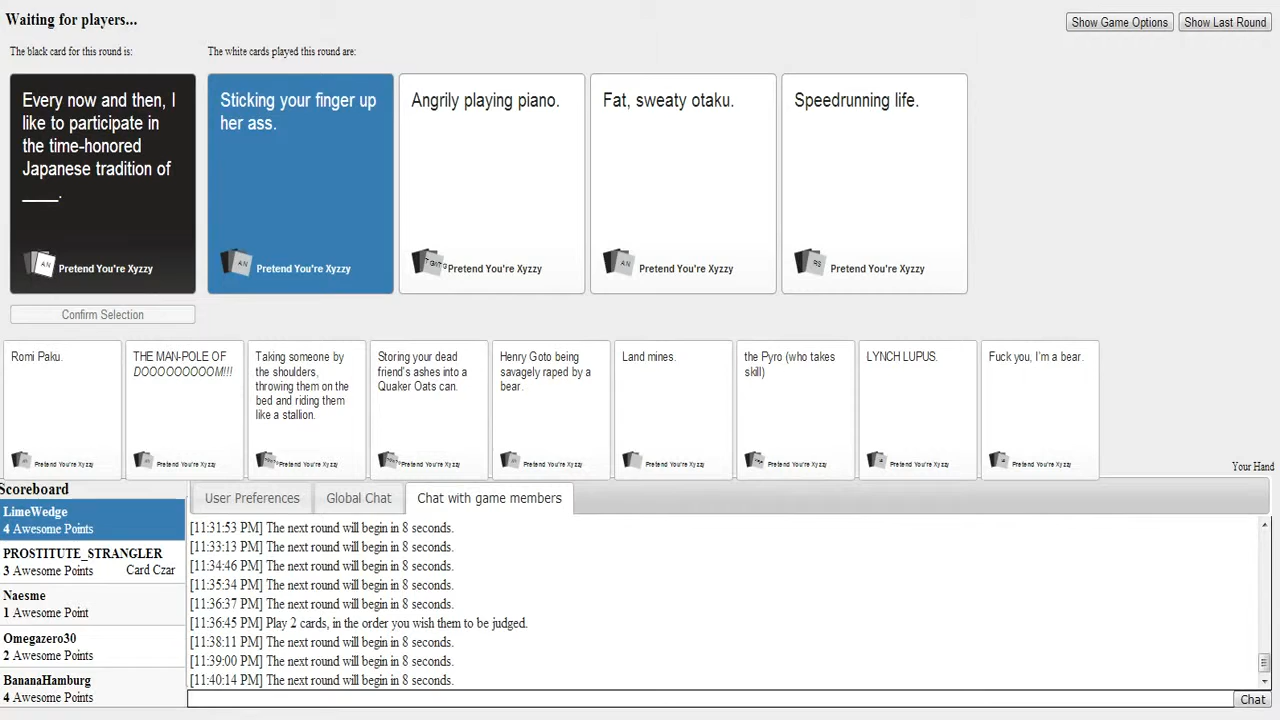 Waiting for players...
Show Game Options
Show Last Round
The black card for this round is:
The white cards played this round are:
Every now and then, I
like to participate in
the time-honored
Japanese tradition of
____.
AN
Pretend You're Xyzzy
Sticking your finger up
her ass.
AN
Pretend You're Xyzzy
Angrily playing piano.
Pretend You're Xyzzy
Fat, sweaty otaku.
AN
Pretend You're Xyzzy
Speedrunning life.
RS
Pretend You're Xyzzy
Confirm Selection
Romi Paku.
Pretend You're Xyzzy
THE MAN-POLE OF
DOOOOOOOOOM!!!
Pretend You're Xyzzy
Taking someone by
the shoulders,
throwing them on the
bed and riding them
like a stallion.
Pretend You're Xyzzy
Storing your dead
friend's ashes into a
Quaker Oats can.
Pretend You're Xyzzy
Henry Goto being
savagely raped by a
bear.
Pretend You're Xyzzy
Land mines.
Pretend You're Xyzzy
the Pyro (who takes
skill)
Pretend You're Xyzzy
LYNCH LUPUS.
Pretend You're Xyzzy
Fuck you, I'm a bear.
Pretend You're Xyzzy
Your Hand
Scoreboard
LimeWedge
4 Awesome Points
PROSTITUTE_STRANGLER
3 Awesome Points Card Czar
Naesme
1 Awesome Point
Omegazero30
2 Awesome Points
BananaHamburg
4 Awesome Points
User Preferences
Global Chat
Chat with game members
[11:31:53 PM] The next round will begin in 8 seconds.
[11:33:13 PM] The next round will begin in 8 seconds.
[11:34:46 PM] The next round will begin in 8 seconds.
[11:35:34 PM] The next round will begin in 8 seconds.
[11:36:37 PM] The next round will begin in 8 seconds.
[11:36:45 PM] Play 2 cards, in the order you wish them to be judged.
[11:38:11 PM] The next round will begin in 8 seconds.
[11:39:00 PM] The next round will begin in 8 seconds.
[11:40:14 PM] The next round will begin in 8 seconds.
Chat